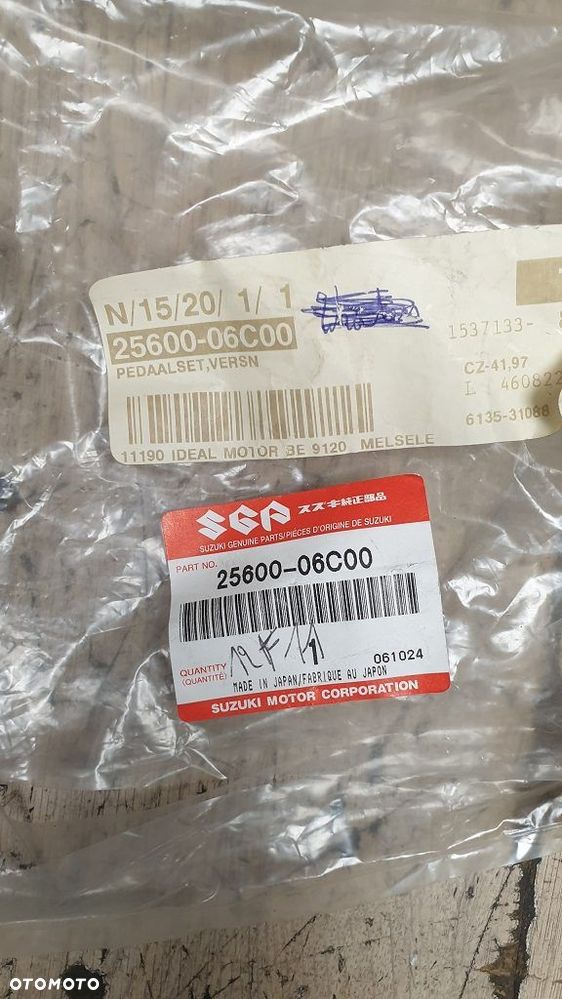 N/15/20/ 1/ 1
25600-06C00
PEDAALSET,VERSN
1537133-
CZ-41,97
L 460822
6135-31088
11190 IDEAL MOTOR BE 9120 MELSELE
SGP スズキ純正部品
SUZUKI GENUINE PARTS/PIÈCES D'ORIGINE DE SUZUKI
PART NO. 25600-06C00
12F11
QUANTITY 1 061024
(QUANTITÉ)
MADE IN JAPAN/FABRIQUE AU JAPON
SUZUKI MOTOR CORPORATION
OTOMOTO